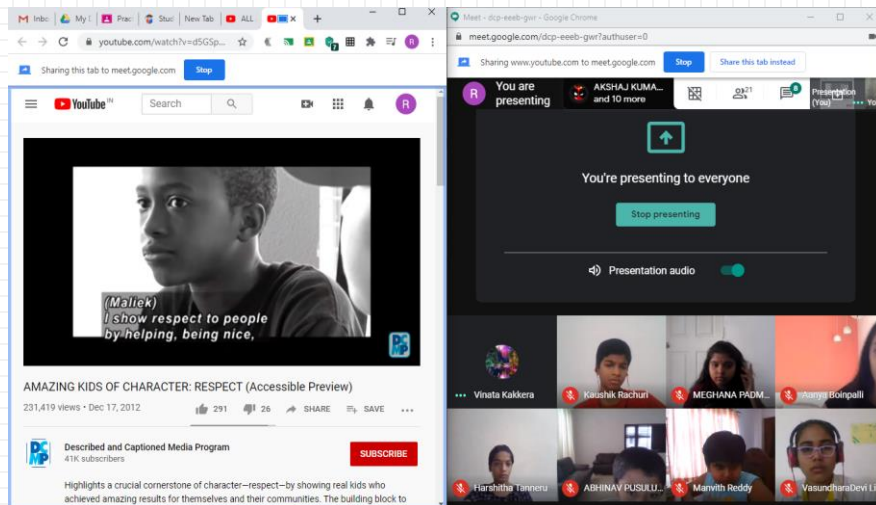 Inbc
My I
Prac
Stuc
New Tab
ALL
youtube.com/watch?v=d5GSp...
Sharing this tab to meet.google.com
Stop
YouTube IN
Search
R
(Maliek)
I show respect to people
by helping, being nice,
DCMP
AMAZING KIDS OF CHARACTER: RESPECT (Accessible Preview)
231,419 views • Dec 17, 2012
291
26
SHARE
SAVE
Described and Captioned Media Program
41K subscribers
SUBSCRIBE
Highlights a crucial cornerstone of character—respect—by showing real kids who
achieved amazing results for themselves and their communities. The building block to
Meet - dcp-eeeb-gwr - Google Chrome
meet.google.com/dcp-eeeb-gwr?authuser=0
Sharing www.youtube.com to meet.google.com
Stop
Share this tab instead
R
You are
presenting
AKSHAJ KUMA...
and 10 more
21
8
Presentation
(You)
You're presenting to everyone
Stop presenting
Presentation audio
Vinata Kakkera
Kaushik Rachuri
MEGHANA PADM...
Aanya Boinpalli
Harshitha Tanneru
ABHINAV PUSULU...
Manvith Reddy
VasundharaDevi Li